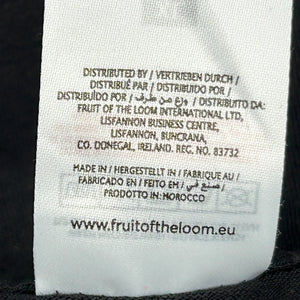 DISTRIBUTED BY / VERTRIEBEN DURCH /
DISTRIBUÉ PAR / DISTRIBUIDO POR /
DISTRIBUÍDO POR / وزع من طرف / DISTRIBUITO DA:
FRUIT OF THE LOOM INTERNATIONAL LTD,
LISFANNON BUSINESS CENTRE,
LISFANNON, BUNCRANA,
CO. DONEGAL, IRELAND. REG. NO. 83732
MADE IN / HERGESTELLT IN / FABRIQUE AU /
FABRICADO EN / FEITO EM / صنع في /
PRODOTTO IN: MOROCCO
www.fruitoftheloom.eu